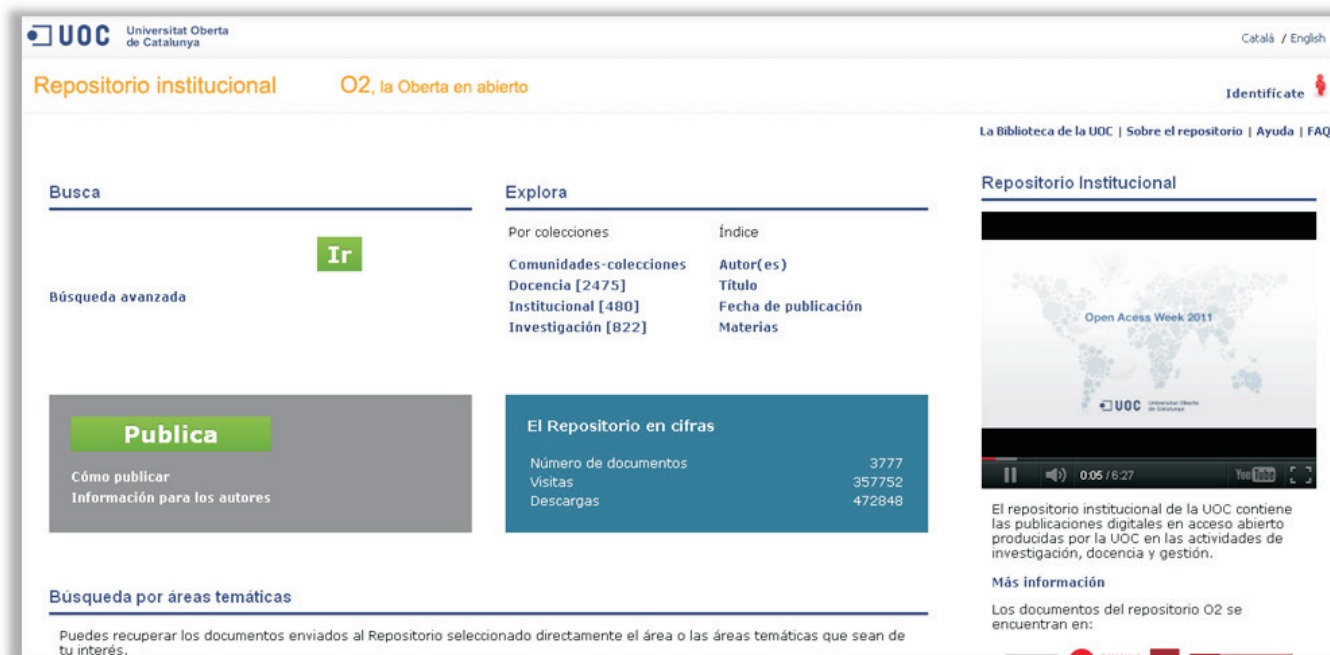 UOC Universitat Oberta
de Catalunya
Català / English
Repositorio institucional O2, la Oberta en abierto
Identifícate
La Biblioteca de la UOC | Sobre el repositorio | Ayuda | FAQ
Busca
Ir
Búsqueda avanzada
Explora
Por colecciones Índice
Comunidades-colecciones Autor(es)
Docencia [2475] Título
Institucional [480] Fecha de publicación
Investigación [822] Materias
Repositorio Institucional
Open Acess Week 2011
UOC Universitat Oberta
de Catalunya
0:05 / 6:27 YouTube
El repositorio institucional de la UOC contiene
las publicaciones digitales en acceso abierto
producidas por la UOC en las actividades de
investigación, docencia y gestión.
Más información
Los documentos del repositorio O2 se
encuentran en:
Publica
Cómo publicar
Información para los autores
El Repositorio en cifras
Número de documentos 3777
Visitas 357752
Descargas 472848
Búsqueda por áreas temáticas
Puedes recuperar los documentos enviados al Repositorio seleccionado directamente el área o las áreas temáticas que sean de
tu interés.